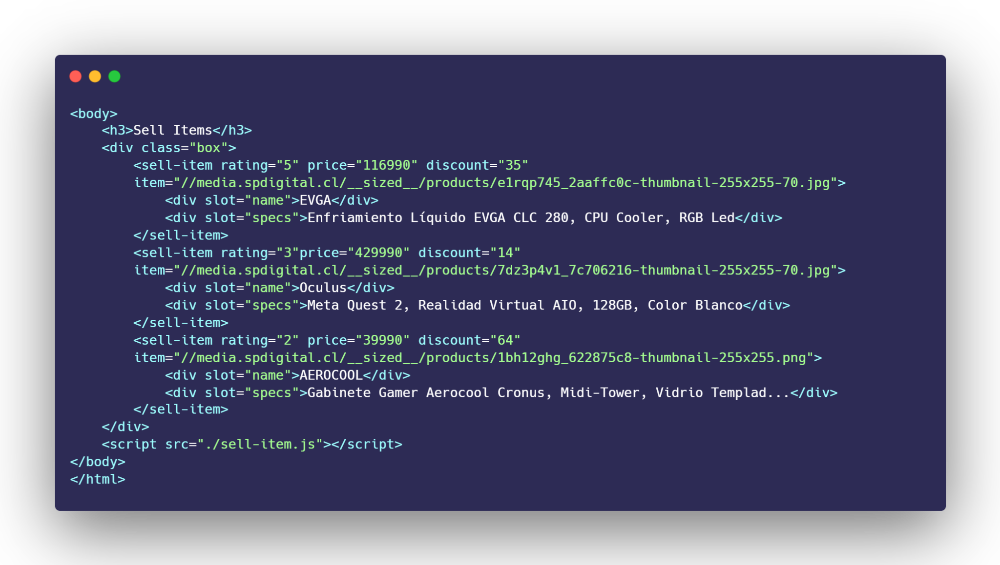 <body>
    <h3>Sell Items</h3>
    <div class="box">
        <sell-item rating="5" price="116990" discount="35"
        item="//media.spdigital.cl/__sized__/products/e1rqp745_2aaffc0c-thumbnail-255x255-70.jpg">
            <div slot="name">EVGA</div>
            <div slot="specs">Enfriamiento Líquido EVGA CLC 280, CPU Cooler, RGB Led</div>
        </sell-item>
        <sell-item rating="3"price="429990" discount="14"
        item="//media.spdigital.cl/__sized__/products/7dz3p4v1_7c706216-thumbnail-255x255-70.jpg">
            <div slot="name">Oculus</div>
            <div slot="specs">Meta Quest 2, Realidad Virtual AIO, 128GB, Color Blanco</div>
        </sell-item>
        <sell-item rating="2" price="39990" discount="64"
        item="//media.spdigital.cl/__sized__/products/1bh12ghg_622875c8-thumbnail-255x255.png">
            <div slot="name">AEROCOOL</div>
            <div slot="specs">Gabinete Gamer Aerocool Cronus, Midi-Tower, Vidrio Templad...</div>
        </sell-item>
    </div>
    <script src="./sell-item.js"></script>
</body>
</html>